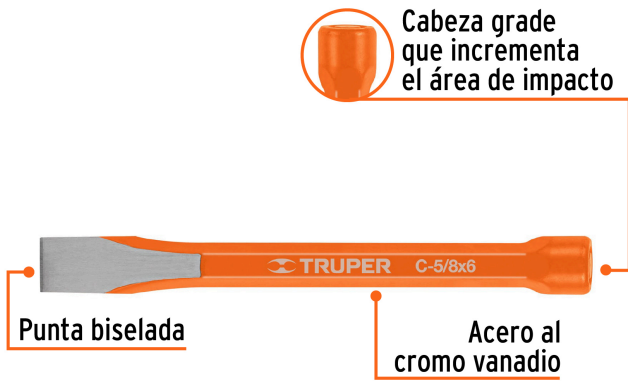 Cabeza grade
que incrementa
el área de impacto
TRUPER C-5/8x6
Punta biselada
Acero al
cromo vanadio